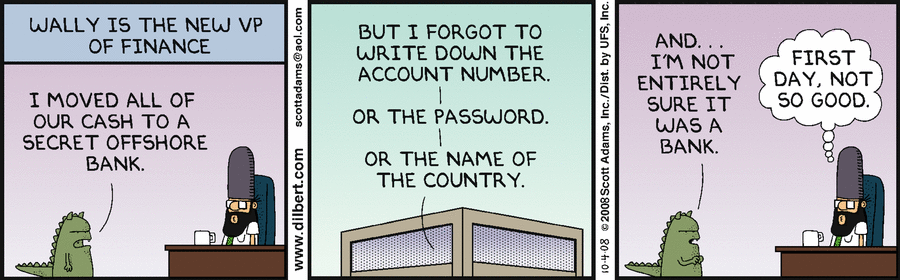 WALLY IS THE NEW VP
OF FINANCE
I MOVED ALL OF
OUR CASH TO A
SECRET OFFSHORE
BANK.
www.dilbert.com
scottadams@aol.com
BUT I FORGOT TO
WRITE DOWN THE
ACCOUNT NUMBER.
OR THE PASSWORD.
OR THE NAME OF
THE COUNTRY.
10-4-08 ©2008 Scott Adams, Inc./Dist. by UFS, Inc.
AND...
I'M NOT
ENTIRELY
SURE IT
WAS A
BANK.
FIRST
DAY, NOT
SO GOOD.